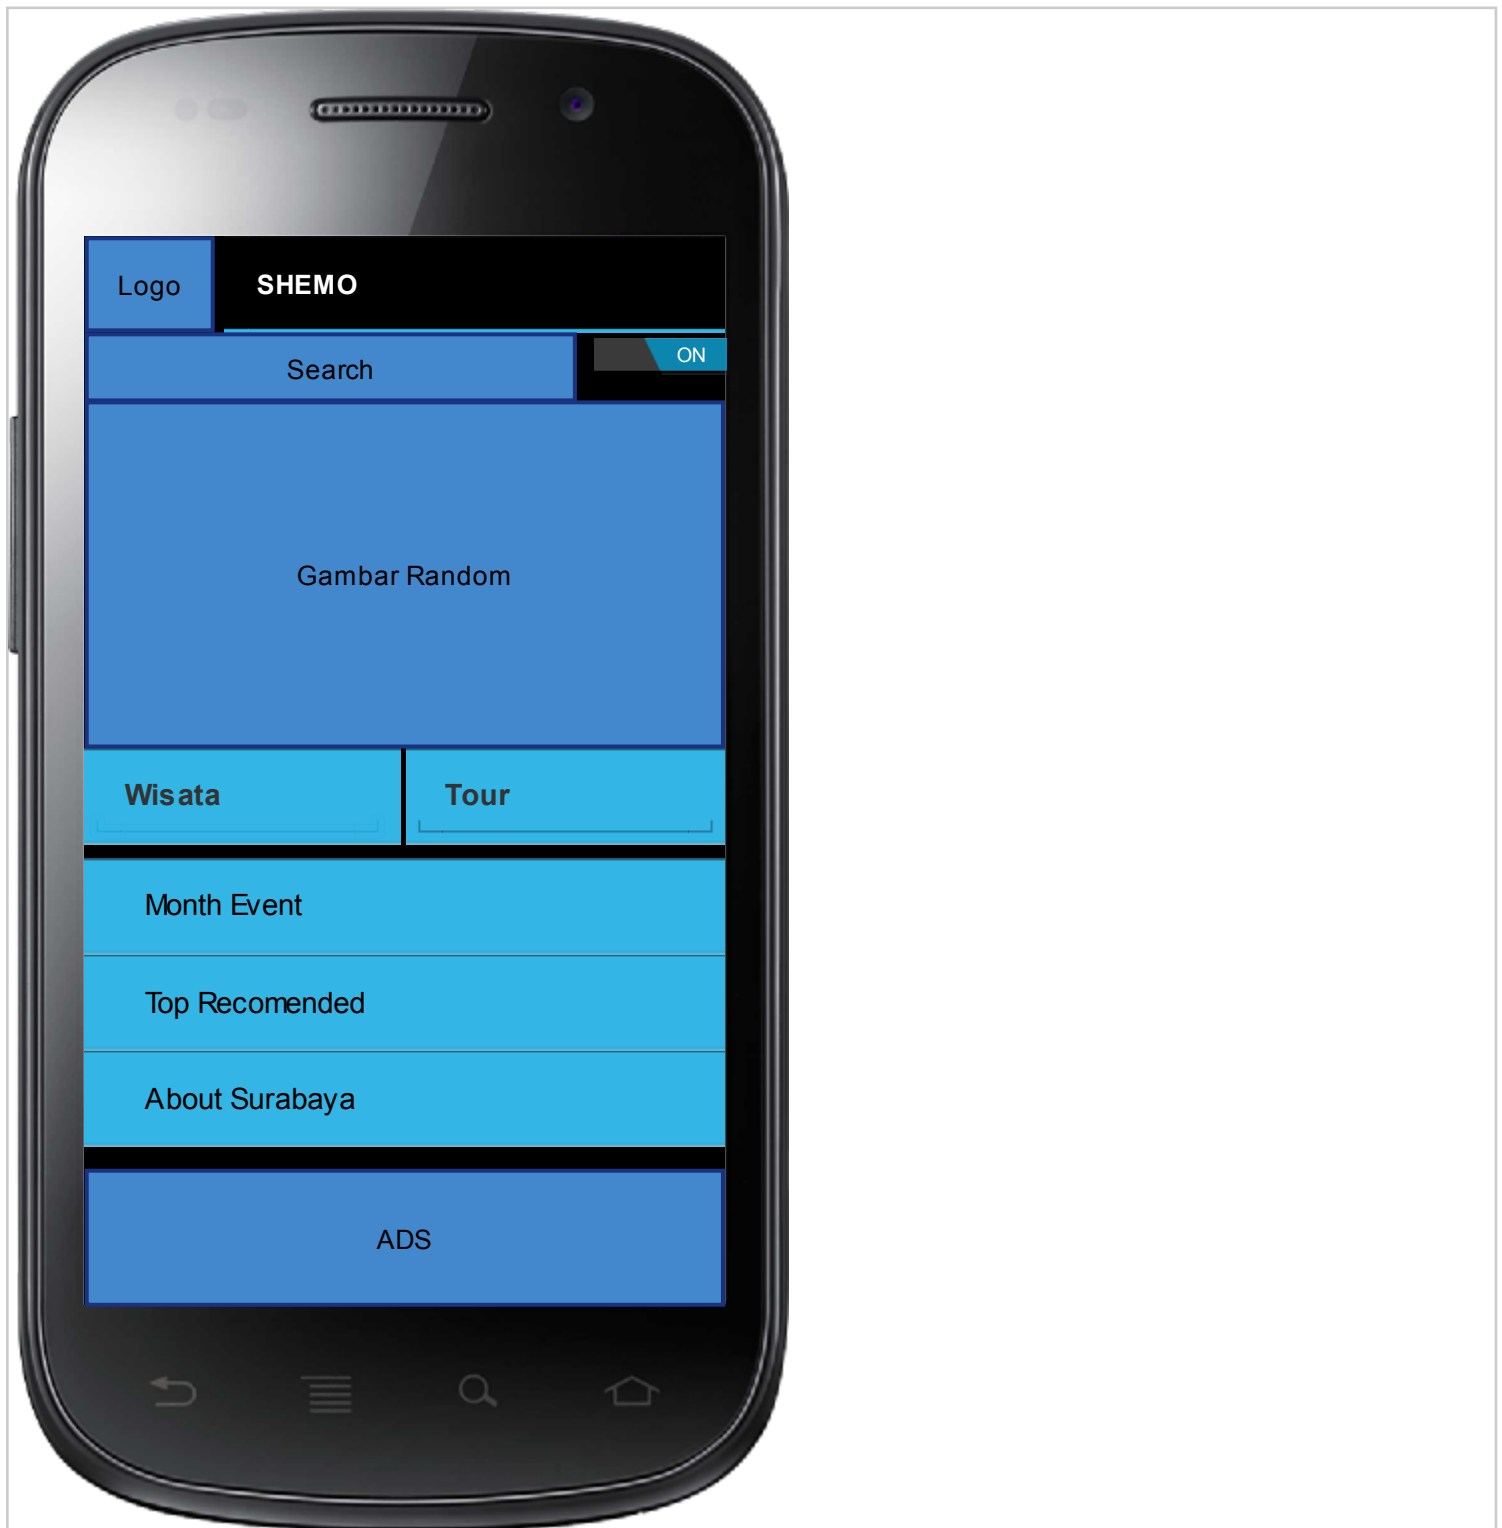 Logo
SHEMO
Search
ON
Gambar Random
Wisata
Tour
Month Event
Top Recomended
About Surabaya
ADS